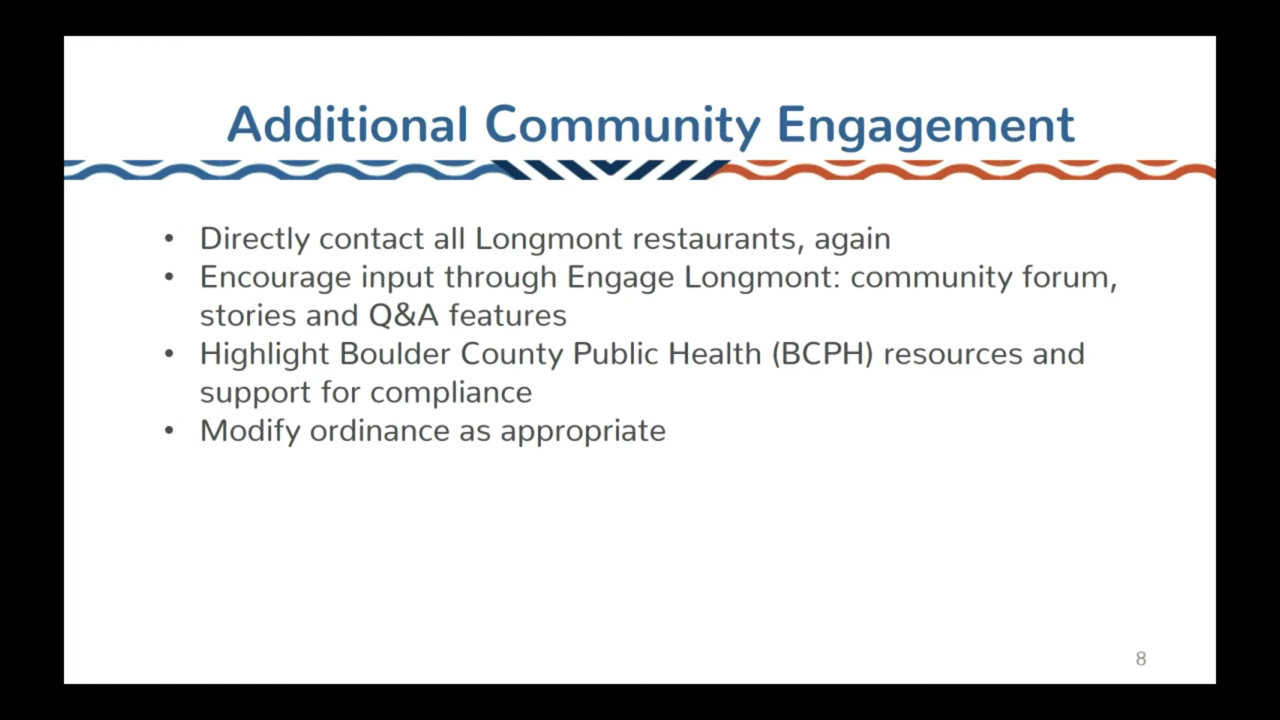 Additional Community Engagement
• Directly contact all Longmont restaurants, again
• Encourage input through Engage Longmont: community forum,
stories and Q&A features
• Highlight Boulder County Public Health (BCPH) resources and
support for compliance
• Modify ordinance as appropriate
8